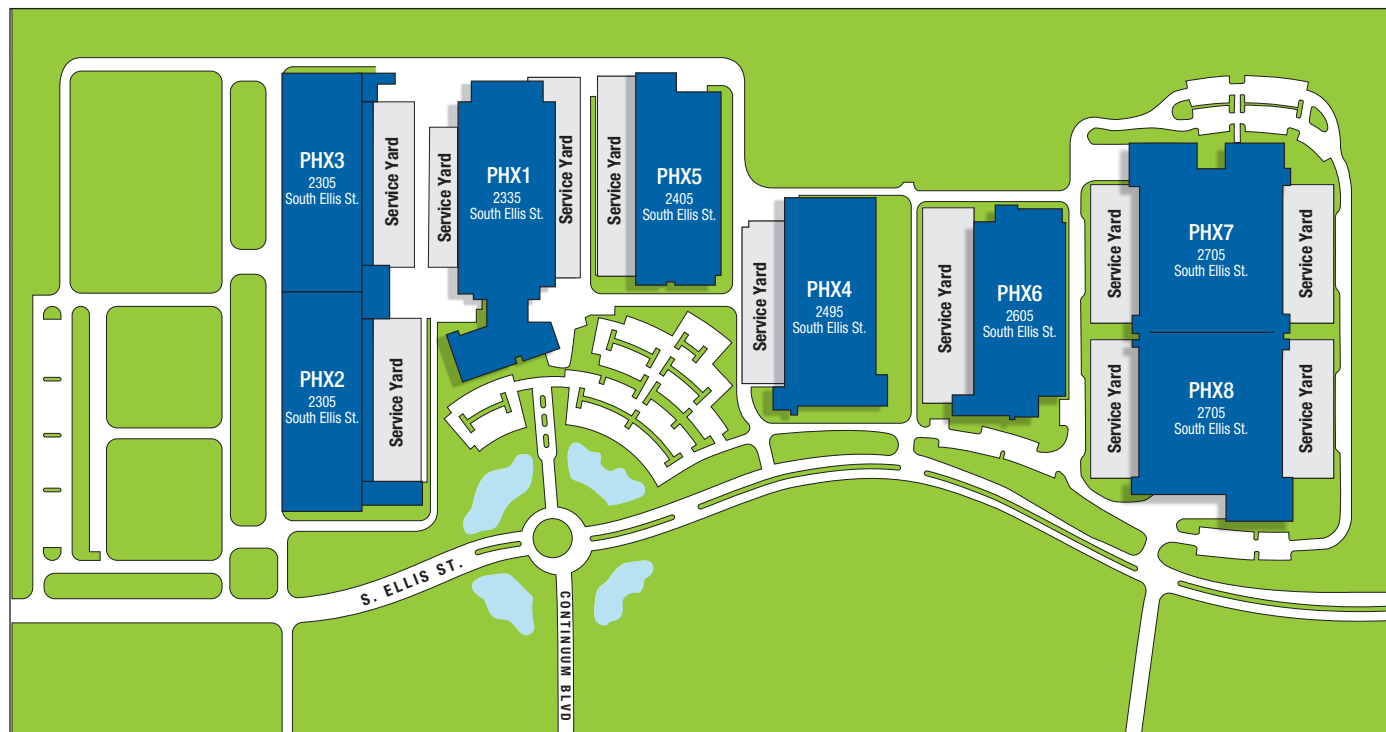 PHX3
2305
South Ellis St.
Service Yard
Service Yard
PHX1
2335
South Ellis St.
Service Yard
Service Yard
PHX5
2405
South Ellis St.
PHX2
2305
South Ellis St.
Service Yard
Service Yard
PHX4
2495
South Ellis St.
Service Yard
PHX6
2605
South Ellis St.
Service Yard
PHX7
2705
South Ellis St.
Service Yard
Service Yard
PHX8
2705
South Ellis St.
Service Yard
S. ELLIS ST.
CONTINUUM BLVD